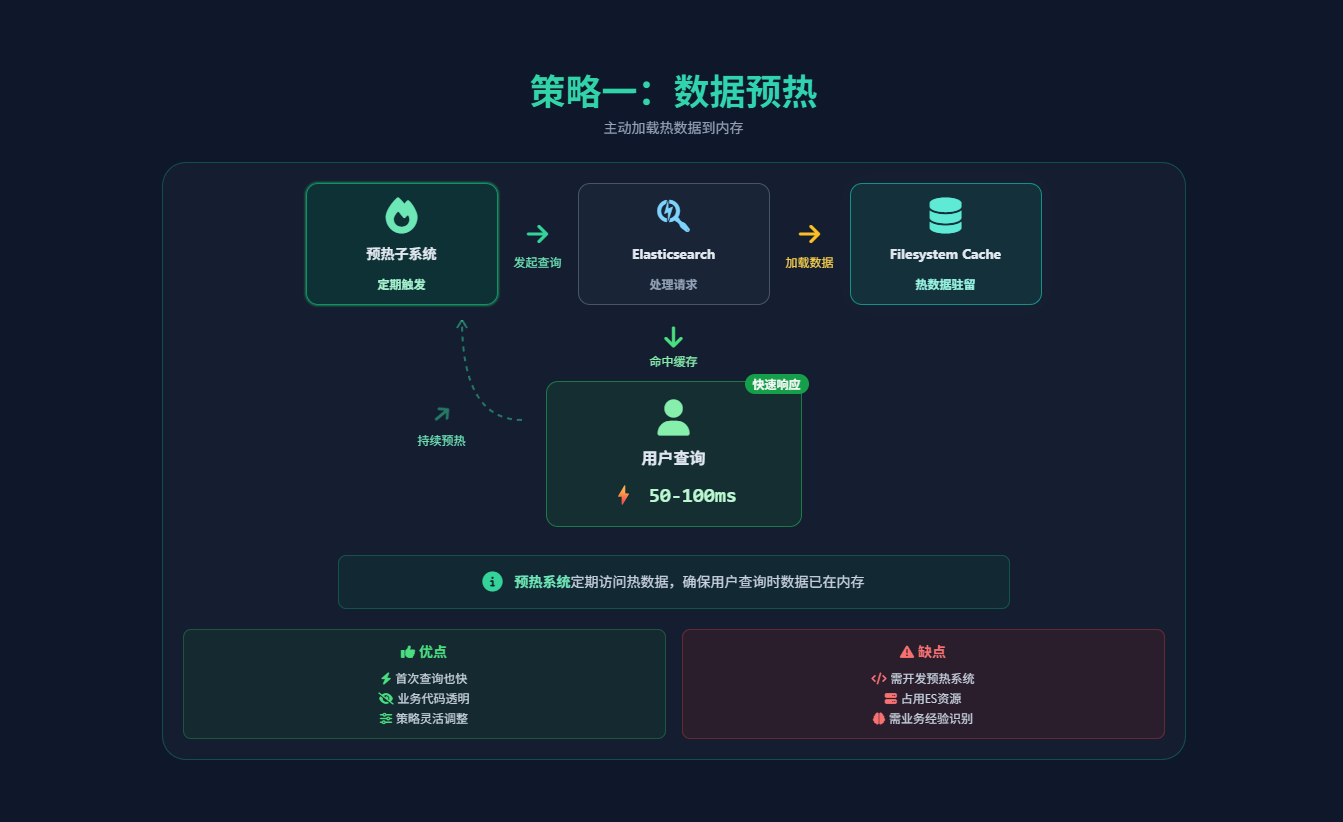 策略一：数据预热
主动加载热数据到内存
预热子系统
定期触发
发起查询
Elasticsearch
处理请求
加载数据
Filesystem Cache
热数据驻留
命中缓存
快速响应
用户查询
50-100ms
持续预热
预热系统定期访问热数据，确保用户查询时数据已在内存
优点
首次查询也快
业务代码透明
策略灵活调整
缺点
需开发预热系统
占用ES资源
需业务经验识别